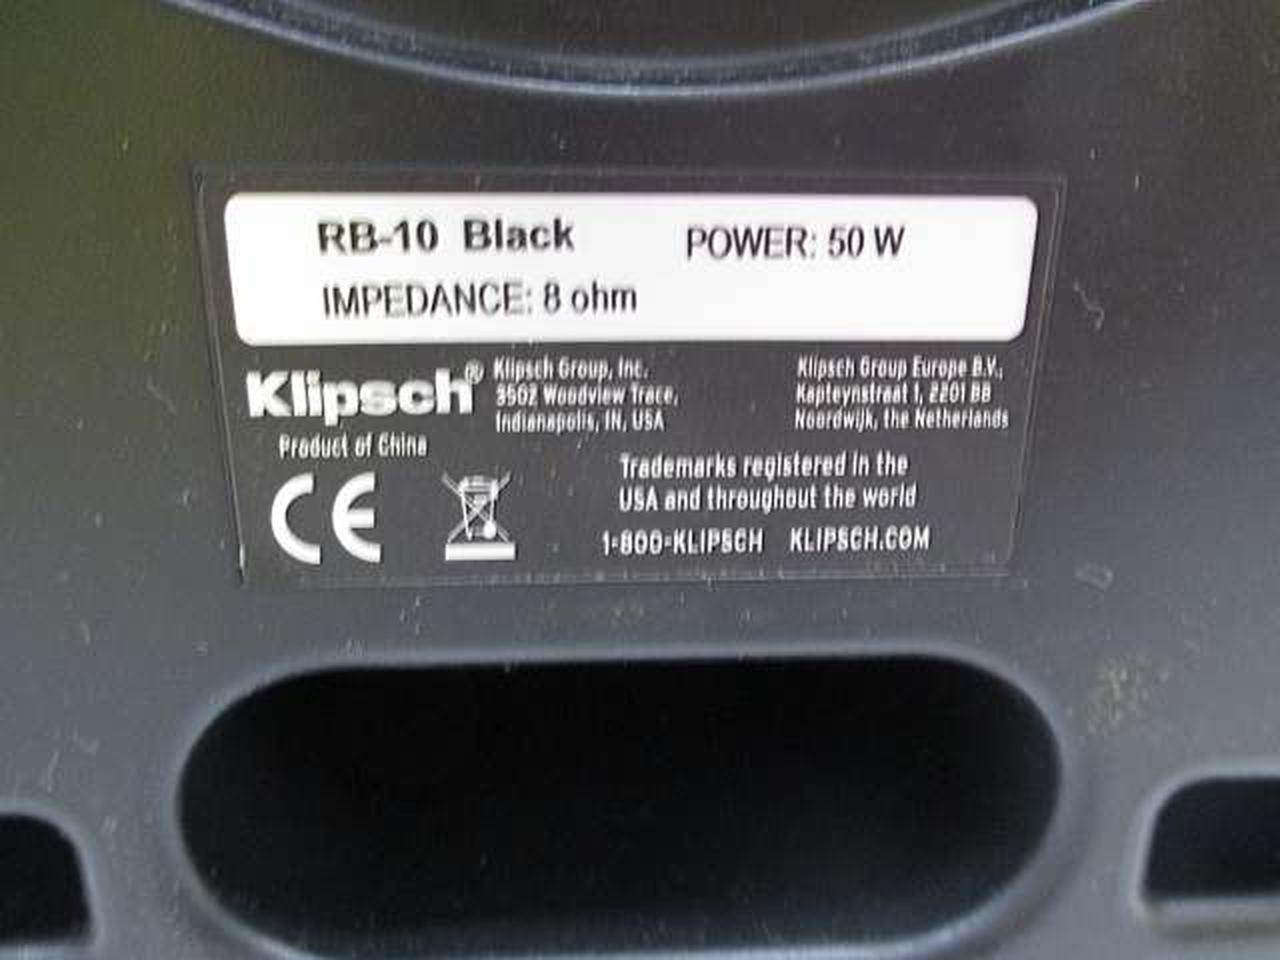 RB-10 Black POWER: 50 W
IMPEDANCE: 8 ohm
Klipsch®
Product of China
Klipsch Group, Inc.
3502 Woodview Trace,
Indianapolis, IN, USA
Klipsch Group Europe B.V.,
Kapteynstraat 1, 2201 BB
Noordwijk, the Netherlands
CE
Trademarks registered in the
USA and throughout the world
1-800-KLIPSCH KLIPSCH.COM